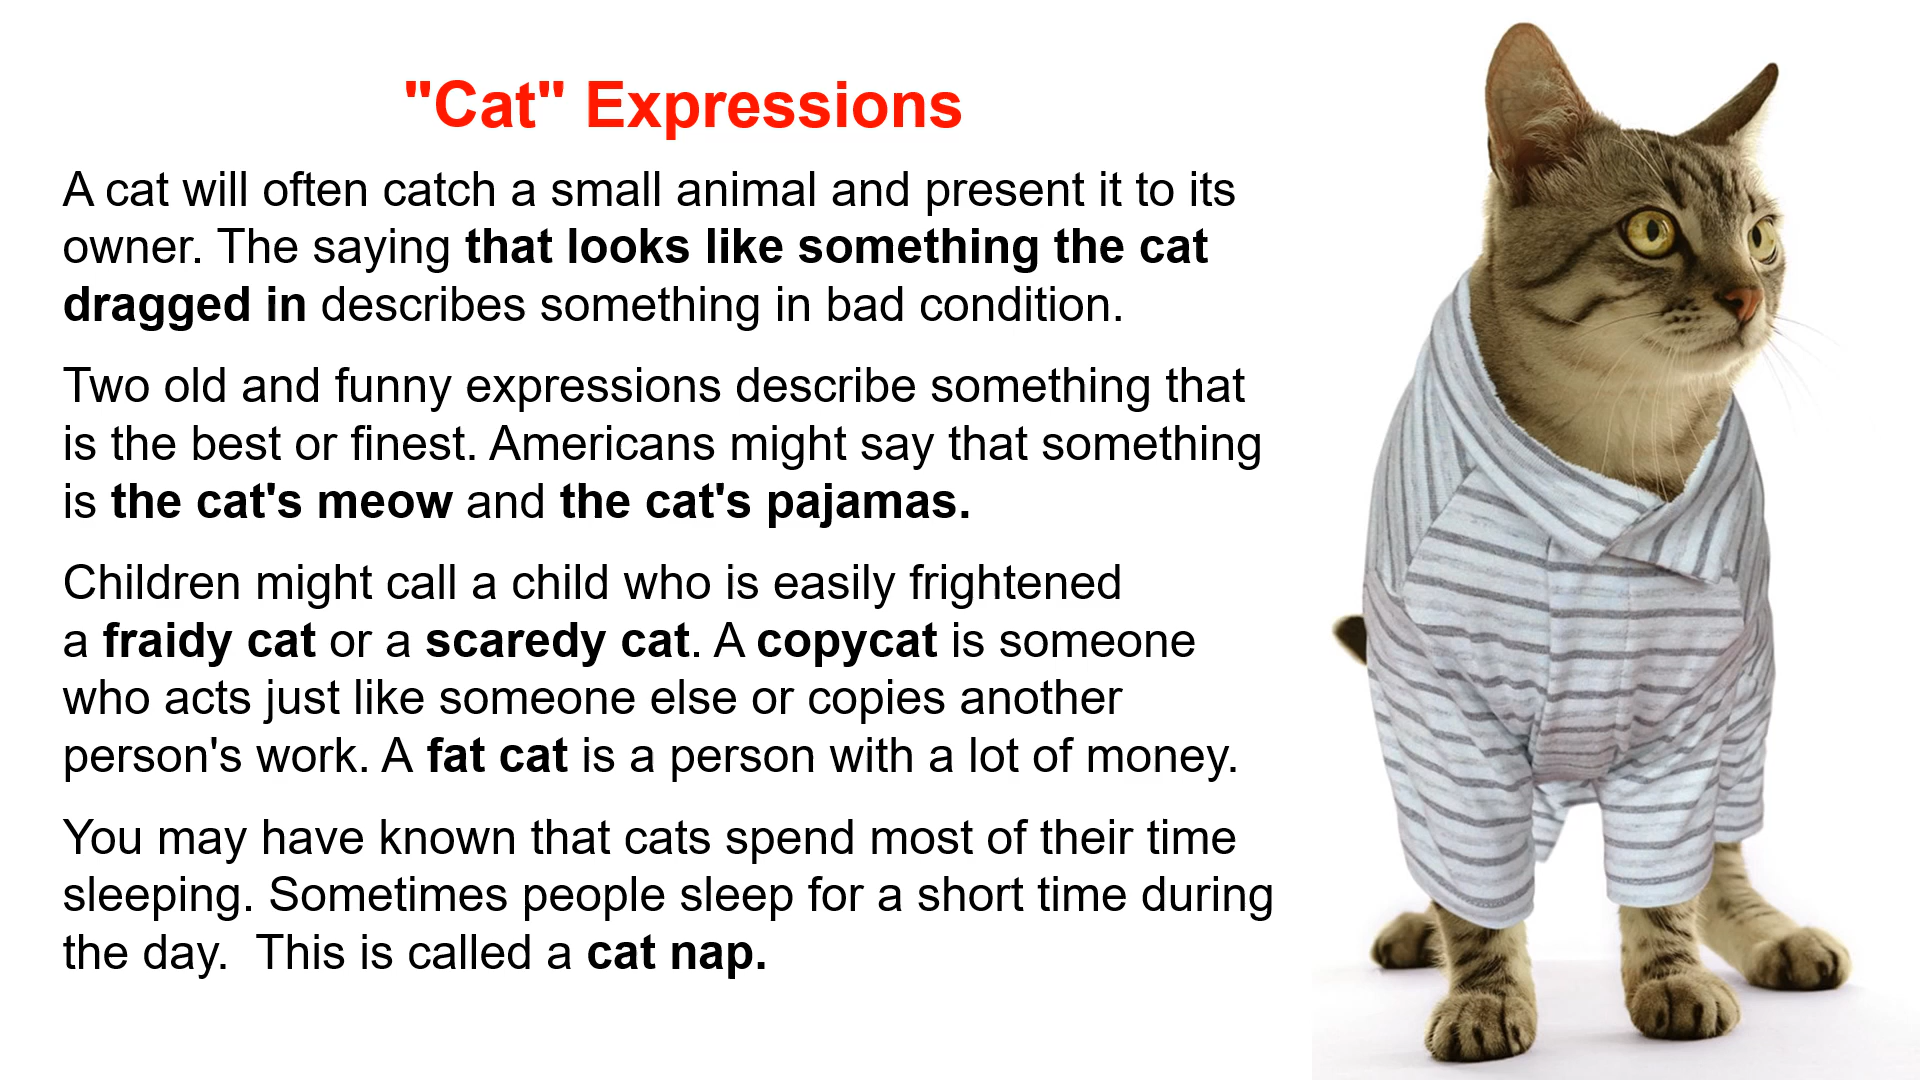 "Cat" Expressions
A cat will often catch a small animal and present it to its
owner. The saying that looks like something the cat
dragged in describes something in bad condition.
Two old and funny expressions describe something that
is the best or finest. Americans might say that something
is the cat's meow and the cat's pajamas.
Children might call a child who is easily frightened
a fraidy cat or a scaredy cat. A copycat is someone
who acts just like someone else or copies another
person's work. A fat cat is a person with a lot of money.
You may have known that cats spend most of their time
sleeping. Sometimes people sleep for a short time during
the day.  This is called a cat nap.